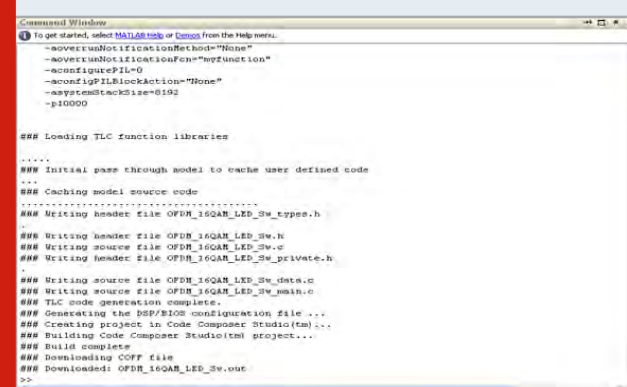 Command Window
To get started, select MATLAB Help or Demos from the Help menu.
-aoverrunNotificationMethod="None"
-aoverrunNotificationFcn="myfunction"
-aconfigurePIL=0
-aconfigPILBlockAction="None"
-asystemStackSize=8192
-p10000
### Loading TLC function libraries
.....
### Initial pass through model to cache user defined code
...
### Caching model source code
.......................................
### Writing header file OFDM_16QAM_LED_Sw_types.h
.
### Writing header file OFDM_16QAM_LED_Sw.h
### Writing source file OFDM_16QAM_LED_Sw.c
### Writing header file OFDM_16QAM_LED_Sw_private.h
.
### Writing source file OFDM_16QAM_LED_Sw_data.c
### Writing source file OFDM_16QAM_LED_Sw_main.c
### TLC code generation complete.
### Generating the DSP/BIOS configuration file ...
### Creating project in Code Composer Studio(tm)...
### Building Code Composer Studio(tm) project...
### Build complete
### Downloading COFF file
### Downloaded: OFDM_16QAM_LED_Sw.out
>>